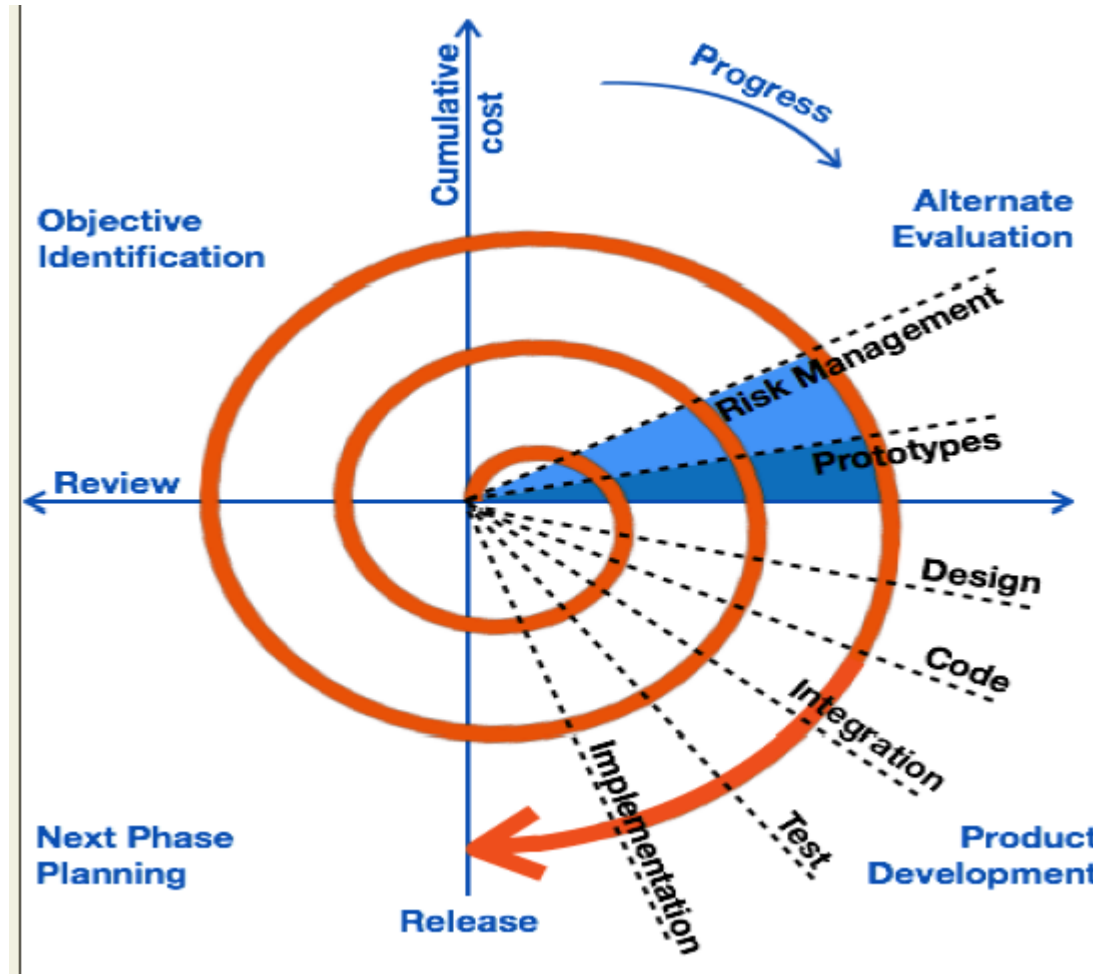 Cumulative
cost
Progress
Objective
Identification
Alternate
Evaluation
Risk Management
Prototypes
Review
Design
Code
Integration
Test
Implementation
Next Phase
Planning
Product
Development
Release